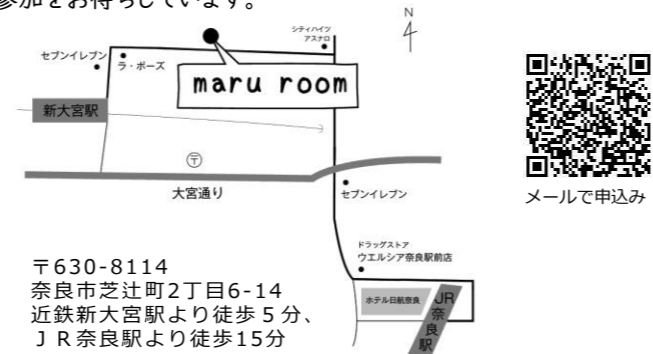 参加をお待ちしています。
N
シティハイツ
アスナロ
セブンイレブン
ラ・ポーズ
maru room
新大宮駅
〒
大宮通り
セブンイレブン
メールで申込み
ドラッグストア
ウエルシア奈良駅前店
〒630-8114
奈良市芝辻町2丁目6-14
近鉄新大宮駅より徒歩５分、
ＪＲ奈良駅より徒歩15分
ホテル日航奈良
JR奈良駅